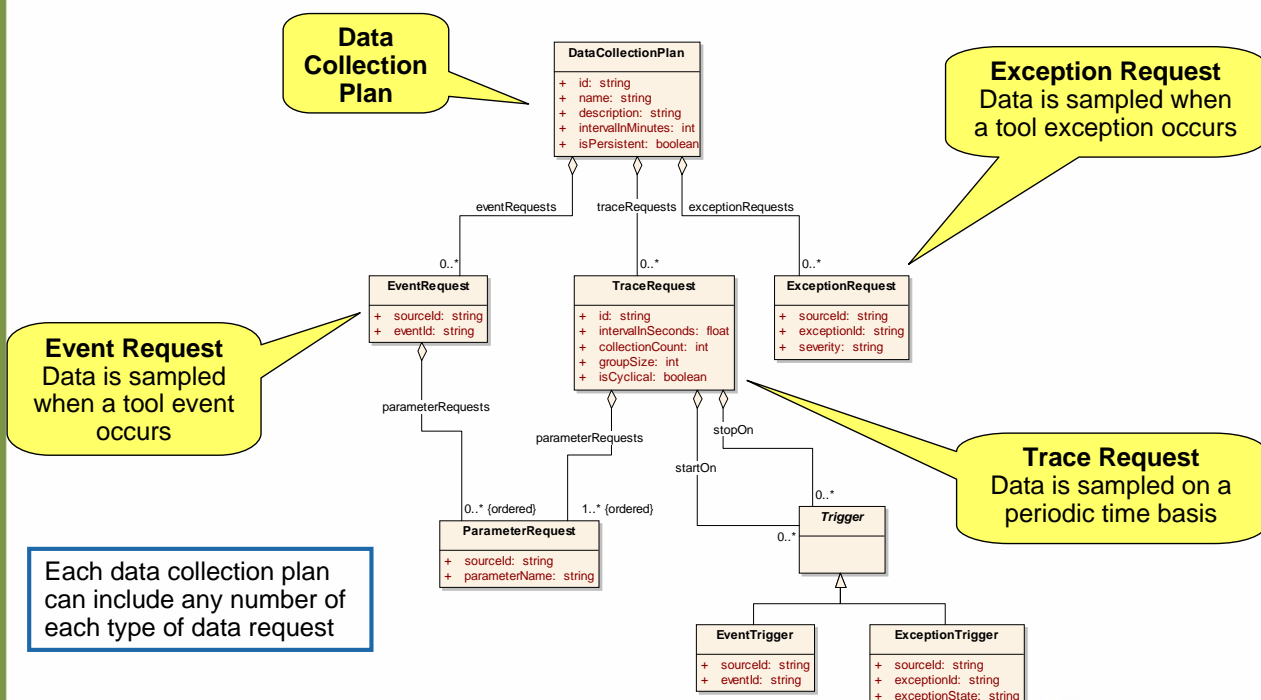 Data
Collection
Plan
DataCollectionPlan
+ id: string
+ name: string
+ description: string
+ intervalInMinutes: int
+ isPersistent: boolean
Exception Request
Data is sampled when
a tool exception occurs
eventRequests
traceRequests
exceptionRequests
0..*
0..*
0..*
EventRequest
+ sourceId: string
+ eventId: string
TraceRequest
+ id: string
+ intervalInSeconds: float
+ collectionCount: int
+ groupSize: int
+ isCyclical: boolean
ExceptionRequest
+ sourceId: string
+ exceptionId: string
+ severity: string
Event Request
Data is sampled
when a tool event
occurs
parameterRequests
parameterRequests
stopOn
startOn
Trace Request
Data is sampled on a
periodic time basis
0..* {ordered}
1..* {ordered}
0..*
0..*
ParameterRequest
+ sourceId: string
+ parameterName: string
Trigger
Each data collection plan
can include any number of
each type of data request
EventTrigger
+ sourceId: string
+ eventId: string
ExceptionTrigger
+ sourceId: string
+ exceptionId: string
+ exceptionState: string